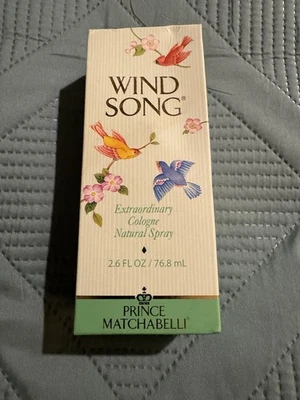 WIND
SONG®
Extraordinary
Cologne
Natural Spray
2.6 FL OZ / 76.8 mL
PRINCE
MATCHABELLI®